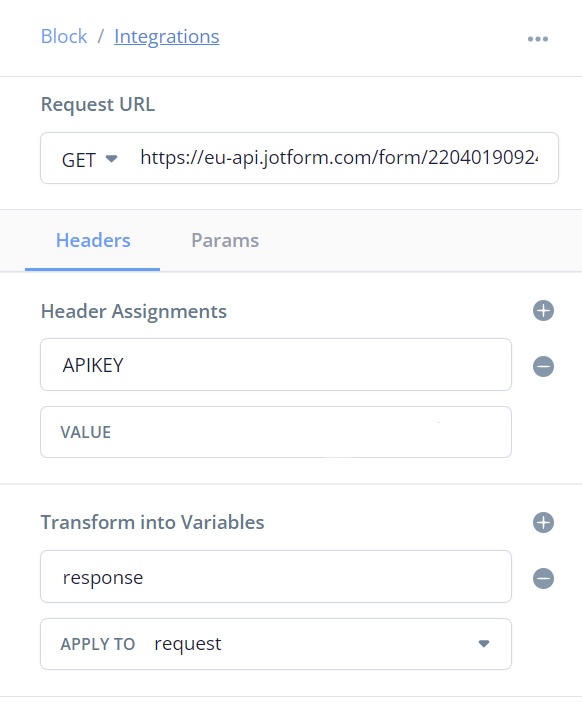 Block / Integrations
Request URL
GET https://eu-api.jotform.com/form/2204019092
Headers Params
Header Assignments
APIKEY
VALUE
Transform into Variables
response
APPLY TO request